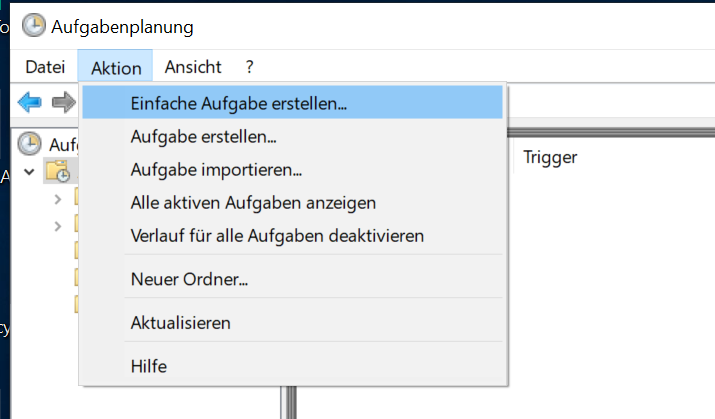 Aufgabenplanung
Datei Aktion Ansicht ?
Einfache Aufgabe erstellen...
Aufgabe erstellen...
Aufgabe importieren...
Alle aktiven Aufgaben anzeigen
Verlauf für alle Aufgaben deaktivieren
Neuer Ordner...
Aktualisieren
Hilfe
Trigger